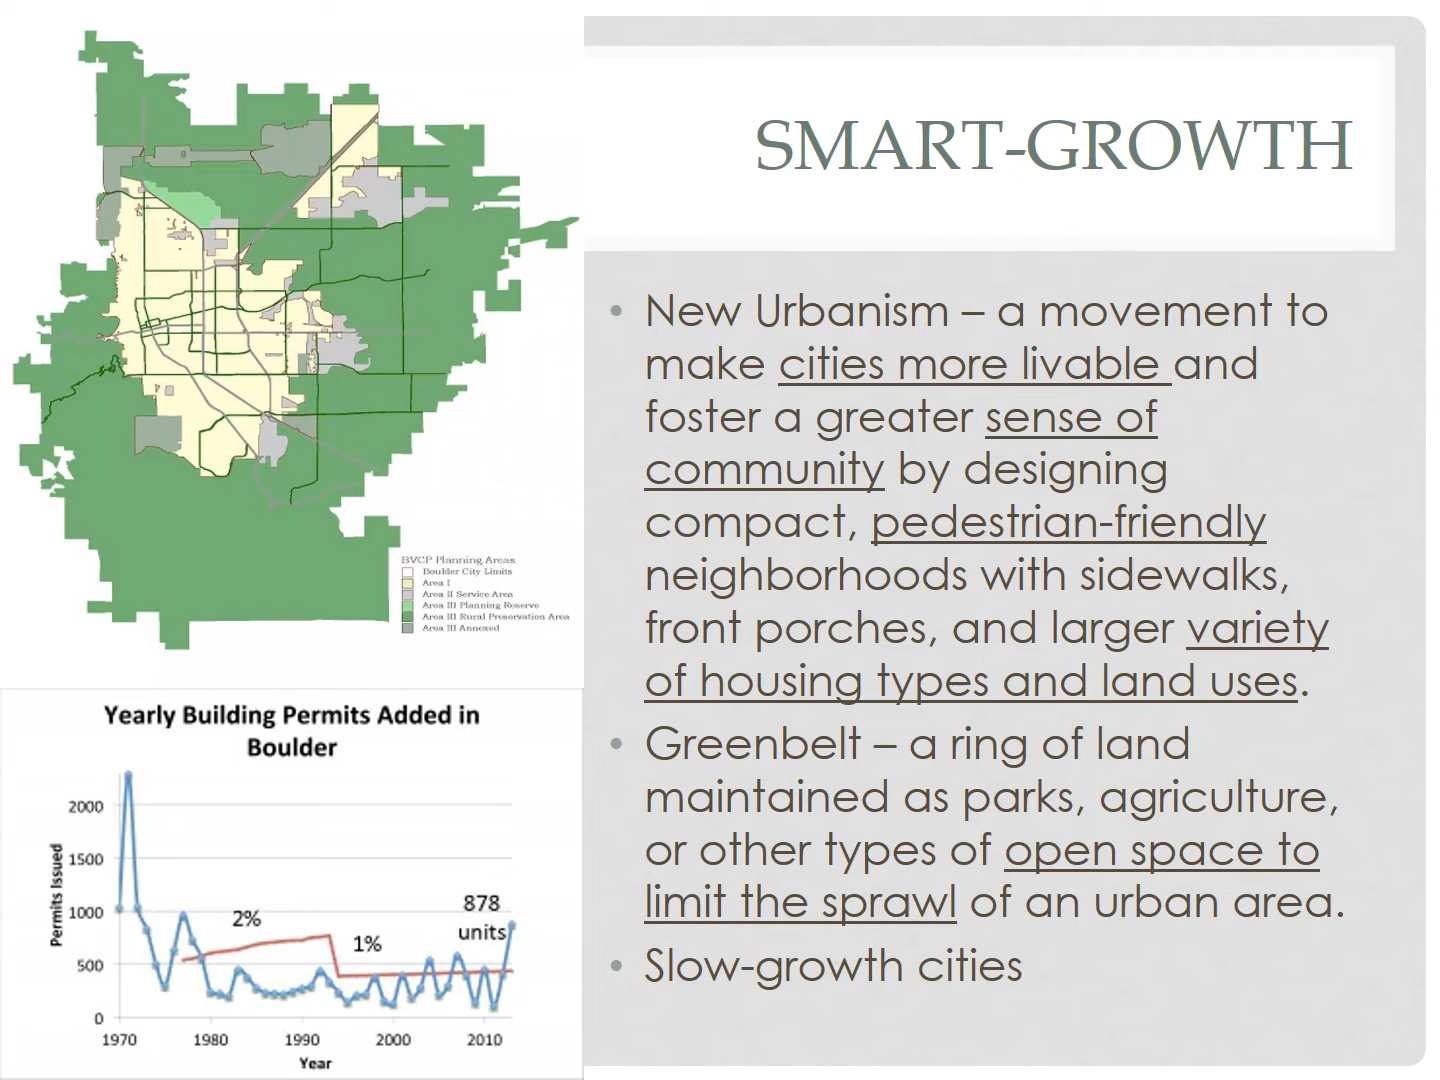 SMART-GROWTH
• New Urbanism – a movement to
make cities more livable and
foster a greater sense of
community by designing
compact, pedestrian-friendly
neighborhoods with sidewalks,
front porches, and larger variety
of housing types and land uses.
• Greenbelt – a ring of land
maintained as parks, agriculture,
or other types of open space to
limit the sprawl of an urban area.
• Slow-growth cities
BVCP Planning Areas
Boulder City Limits
Area I
Area II Service Area
Area III Planning Reserve
Area III Rural Preservation Area
Area III Annexed
Yearly Building Permits Added in
Boulder
Permits Issued
2000
1500
1000
500
0
2%
1%
878
units
1970
1980
1990
2000
2010
Year